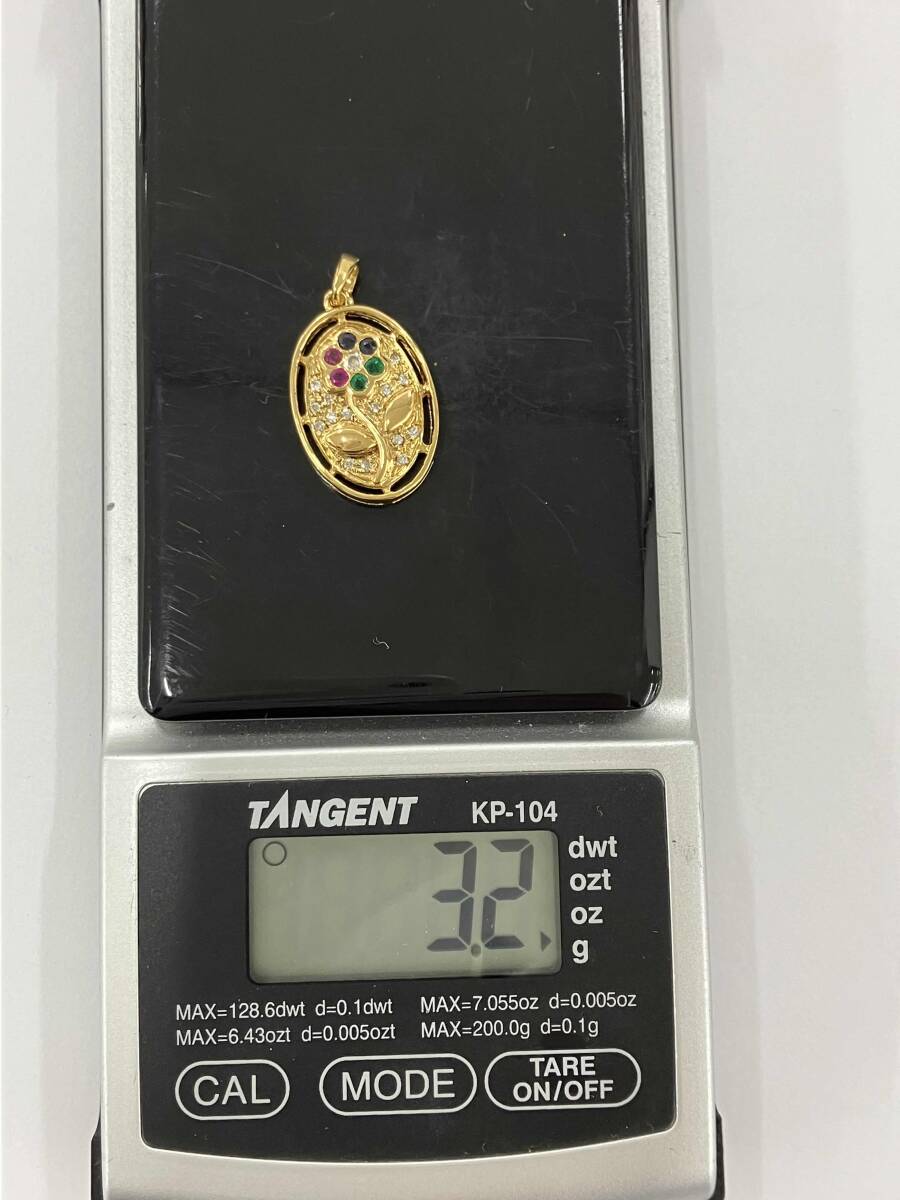 TANGENT KP-104
3.2
dwt
ozt
oz
g
MAX=128.6dwt d=0.1dwt MAX=7.055oz d=0.005oz
MAX=6.43ozt d=0.005ozt MAX=200.0g d=0.1g
CAL MODE TARE ON/OFF